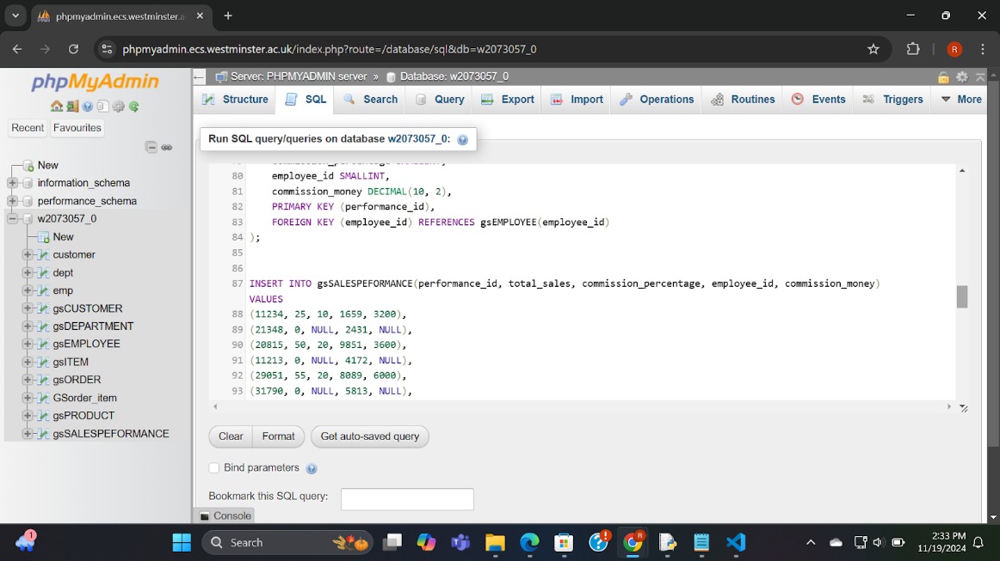 phpmyadmin.ecs.westminster.a
phpmyadmin.ecs.westminster.ac.uk/index.php?route=/database/sql&db=w2073057_0
R
phpMyAdmin
Recent
Favourites
New
information_schema
performance_schema
w2073057_0
New
customer
dept
emp
gsCUSTOMER
gsDEPARTMENT
gsEMPLOYEE
gsITEM
gsORDER
GSorder_item
gsPRODUCT
gsSALESPEFORMANCE
Server: PHPMYADMIN server » Database: w2073057_0
Structure SQL Search Query Export Import Operations Routines Events Triggers More
Run SQL query/queries on database w2073057_0:
80 employee_id SMALLINT,
81 commission_money DECIMAL(10, 2),
82 PRIMARY KEY (performance_id),
83 FOREIGN KEY (employee_id) REFERENCES gsEMPLOYEE(employee_id)
84 );
85
86
87 INSERT INTO gsSALESPEFORMANCE(performance_id, total_sales, commission_percentage, employee_id, commission_money)
VALUES
88 (11234, 25, 10, 1659, 3200),
89 (21348, 0, NULL, 2431, NULL),
90 (20815, 50, 20, 9851, 3600),
91 (11213, 0, NULL, 4172, NULL),
92 (29051, 55, 20, 8089, 6000),
93 (31790, 0, NULL, 5813, NULL),
Clear Format Get auto-saved query
Bind parameters
Bookmark this SQL query:
Console
1
Search
R
2:33 PM
11/19/2024